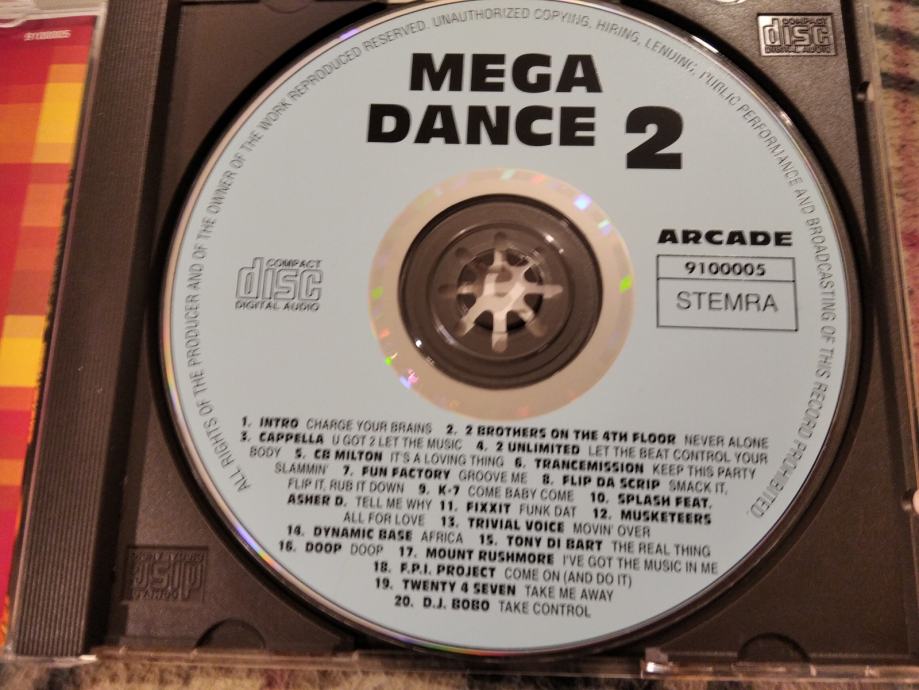 9100005
COMPACT
disc
DIGITAL AUDIO
ALL RIGHTS OF THE PRODUCER AND OF THE OWNER OF THE WORK REPRODUCED RESERVED. UNAUTHORIZED COPYING, HIRING, LENDING, PUBLIC PERFORMANCE AND BROADCASTING OF THIS RECORD PROHIBITED.
MEGA
DANCE 2
ARCADE
9100005
STEMRA
COMPACT
disc
DIGITAL AUDIO
1. INTRO CHARGE YOUR BRAINS 2. 2 BROTHERS ON THE 4TH FLOOR NEVER ALONE
3. CAPPELLA U GOT 2 LET THE MUSIC 4. 2 UNLIMITED LET THE BEAT CONTROL YOUR
BODY 5. CB MILTON IT'S A LOVING THING 6. TRANCEMISSION KEEP THIS PARTY
SLAMMIN' 7. FUN FACTORY GROOVE ME 8. FLIP DA SCRIP SMACK IT,
FLIP IT, RUB IT DOWN 9. K-7 COME BABY COME 10. SPLASH FEAT.
ASHER D. TELL ME WHY 11. FIXXIT FUNK DAT 12. MUSKETEERS
ALL FOR LOVE 13. TRIVIAL VOICE MOVIN' OVER
14. DYNAMIC BASE AFRICA 15. TONY DI BART THE REAL THING
16. DOOP DOOP 17. MOUNT RUSHMORE I'VE GOT THE MUSIC IN ME
18. F.P.I. PROJECT COME ON (AND DO IT)
19. TWENTY 4 SEVEN TAKE ME AWAY
20. D.J. BOBO TAKE CONTROL